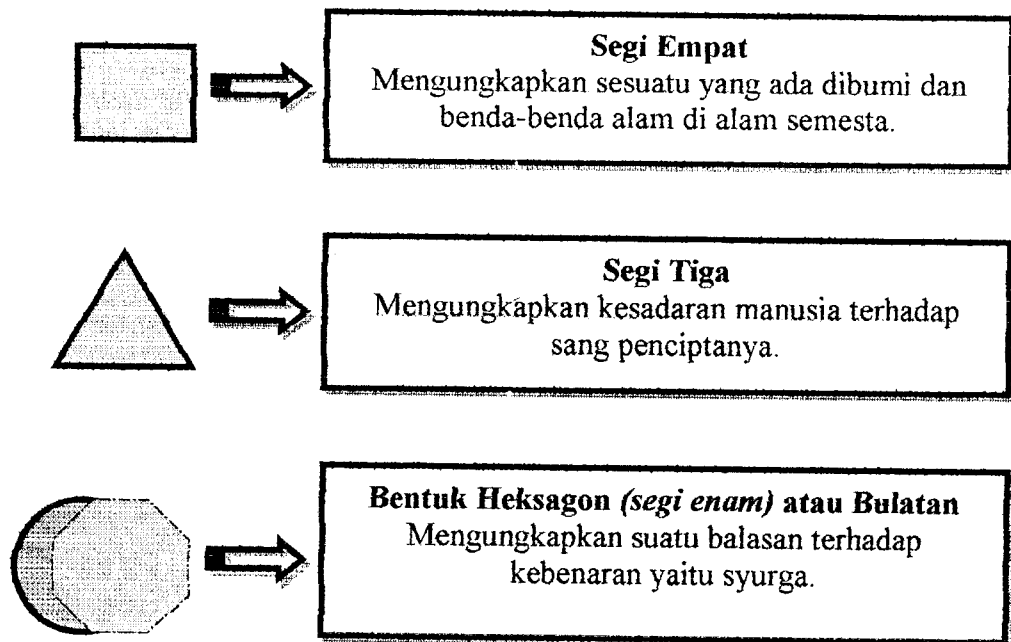 Segi Empat
Mengungkapkan sesuatu yang ada dibumi dan
benda-benda alam di alam semesta.
Segi Tiga
Mengungkapkan kesadaran manusia terhadap
sang penciptanya.
Bentuk Heksagon (segi enam) atau Bulatan
Mengungkapkan suatu balasan terhadap
kebenaran yaitu syurga.